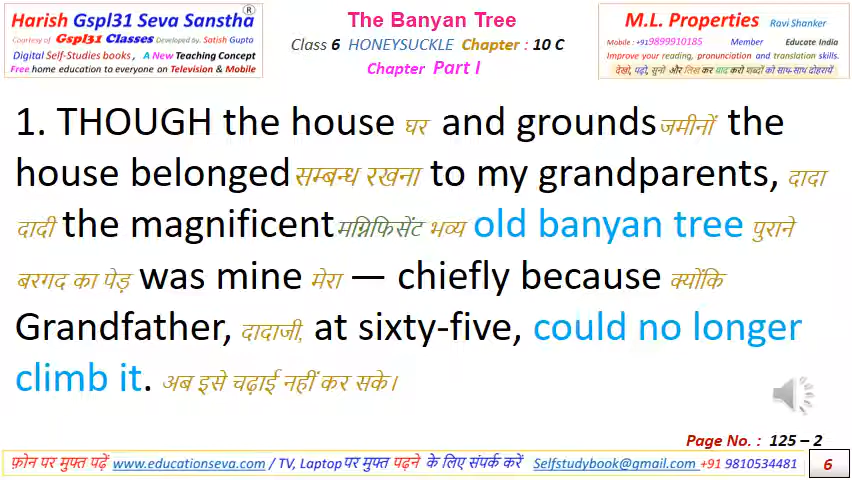 Harish Gspl31 Seva Sanstha®
Courtesy of Gspl31 Classes Developed by. Satish Gupta
Digital Self-Studies books , A New Teaching Concept
Free home education to everyone on Television & Mobile
The Banyan Tree
Class 6 HONEYSUCKLE Chapter : 10 C
Chapter Part I
M.L. Properties Ravi Shanker
Mobile : +919899910185 Member Educate India
Improve your reading, pronunciation and translation skills.
देखो, पढ़ो, सुनो और लिख कर याद करो शब्दों को साथ-साथ दोहरायें
1. THOUGH the house घर and grounds जमीनों the
house belonged सम्बन्ध रखना to my grandparents, दादा
दादी the magnificent मग्निफिसेंट भव्य old banyan tree पुराने
बरगद का पेड़ was mine मेरा — chiefly because क्योंकि
Grandfather, दादाजी, at sixty-five, could no longer
climb it. अब इसे चढ़ाई नहीं कर सके।
Page No. : 125 – 2
फ़ोन पर मुफ्त पढ़ें www.educationseva.com / TV, Laptop पर मुफ्त पढ़ने के लिए संपर्क करें Selfstudybook@gmail.com +91 9810534481
6